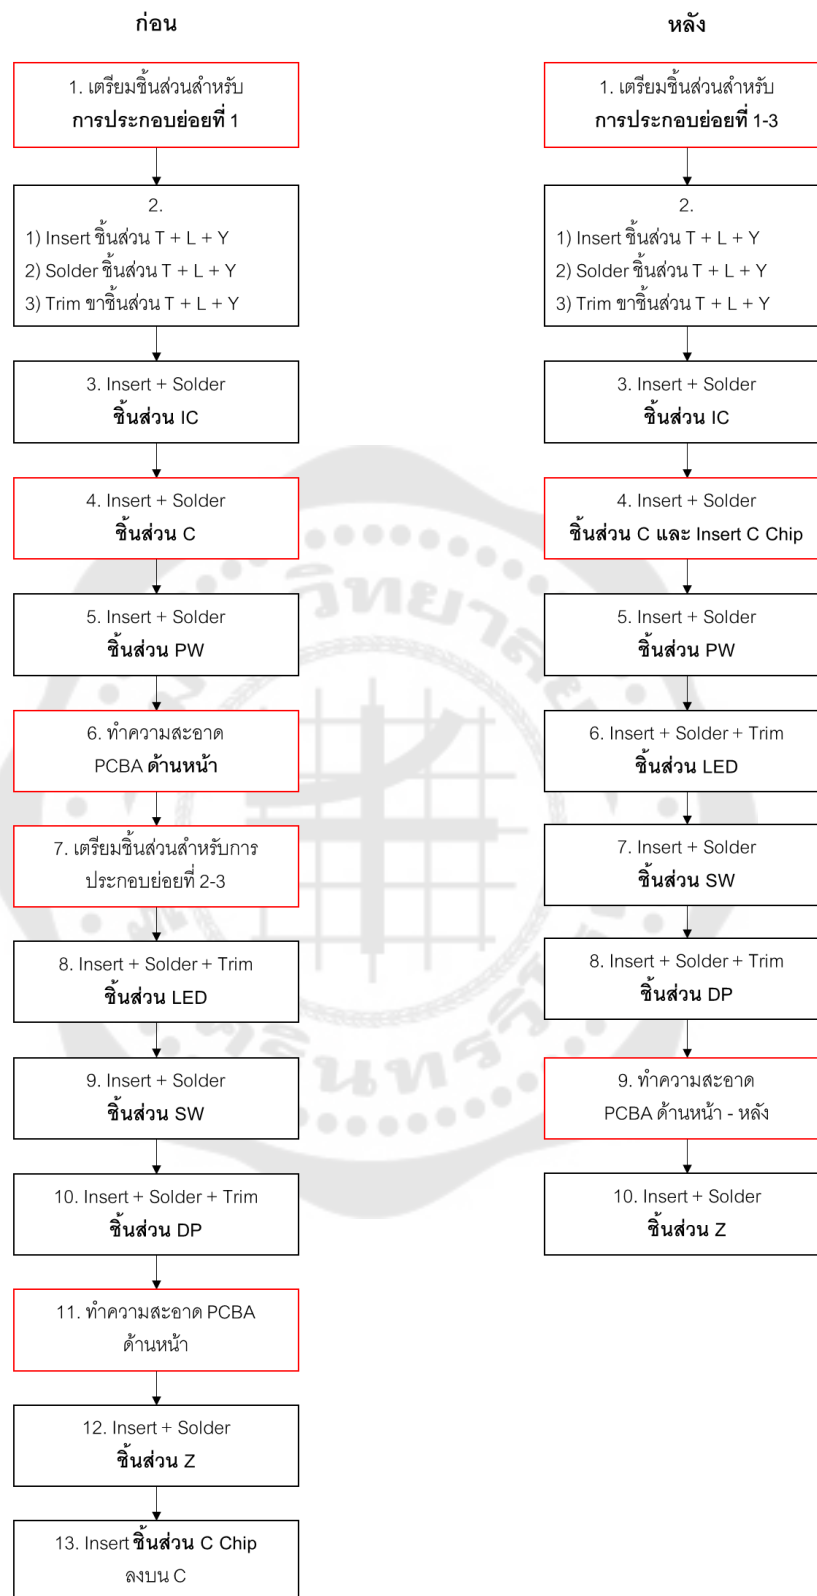 ก่อน
1. เตรียมชิ้นส่วนสำหรับ
การประกอบย่อยที่ 1
2.
1) Insert ชิ้นส่วน T + L + Y
2) Solder ชิ้นส่วน T + L + Y
3) Trim ขาชิ้นส่วน T + L + Y
3. Insert + Solder
ชิ้นส่วน IC
4. Insert + Solder
ชิ้นส่วน C
5. Insert + Solder
ชิ้นส่วน PW
6. ทำความสะอาด
PCBA ด้านหน้า
7. เตรียมชิ้นส่วนสำหรับการ
ประกอบย่อยที่ 2-3
8. Insert + Solder + Trim
ชิ้นส่วน LED
9. Insert + Solder
ชิ้นส่วน SW
10. Insert + Solder + Trim
ชิ้นส่วน DP
11. ทำความสะอาด PCBA
ด้านหน้า
12. Insert + Solder
ชิ้นส่วน Z
13. Insert ชิ้นส่วน C Chip
ลงบน C
หลัง
1. เตรียมชิ้นส่วนสำหรับ
การประกอบย่อยที่ 1-3
2.
1) Insert ชิ้นส่วน T + L + Y
2) Solder ชิ้นส่วน T + L + Y
3) Trim ขาชิ้นส่วน T + L + Y
3. Insert + Solder
ชิ้นส่วน IC
4. Insert + Solder
ชิ้นส่วน C และ Insert C Chip
5. Insert + Solder
ชิ้นส่วน PW
6. Insert + Solder + Trim
ชิ้นส่วน LED
7. Insert + Solder
ชิ้นส่วน SW
8. Insert + Solder + Trim
ชิ้นส่วน DP
9. ทำความสะอาด
PCBA ด้านหน้า - หลัง
10. Insert + Solder
ชิ้นส่วน Z